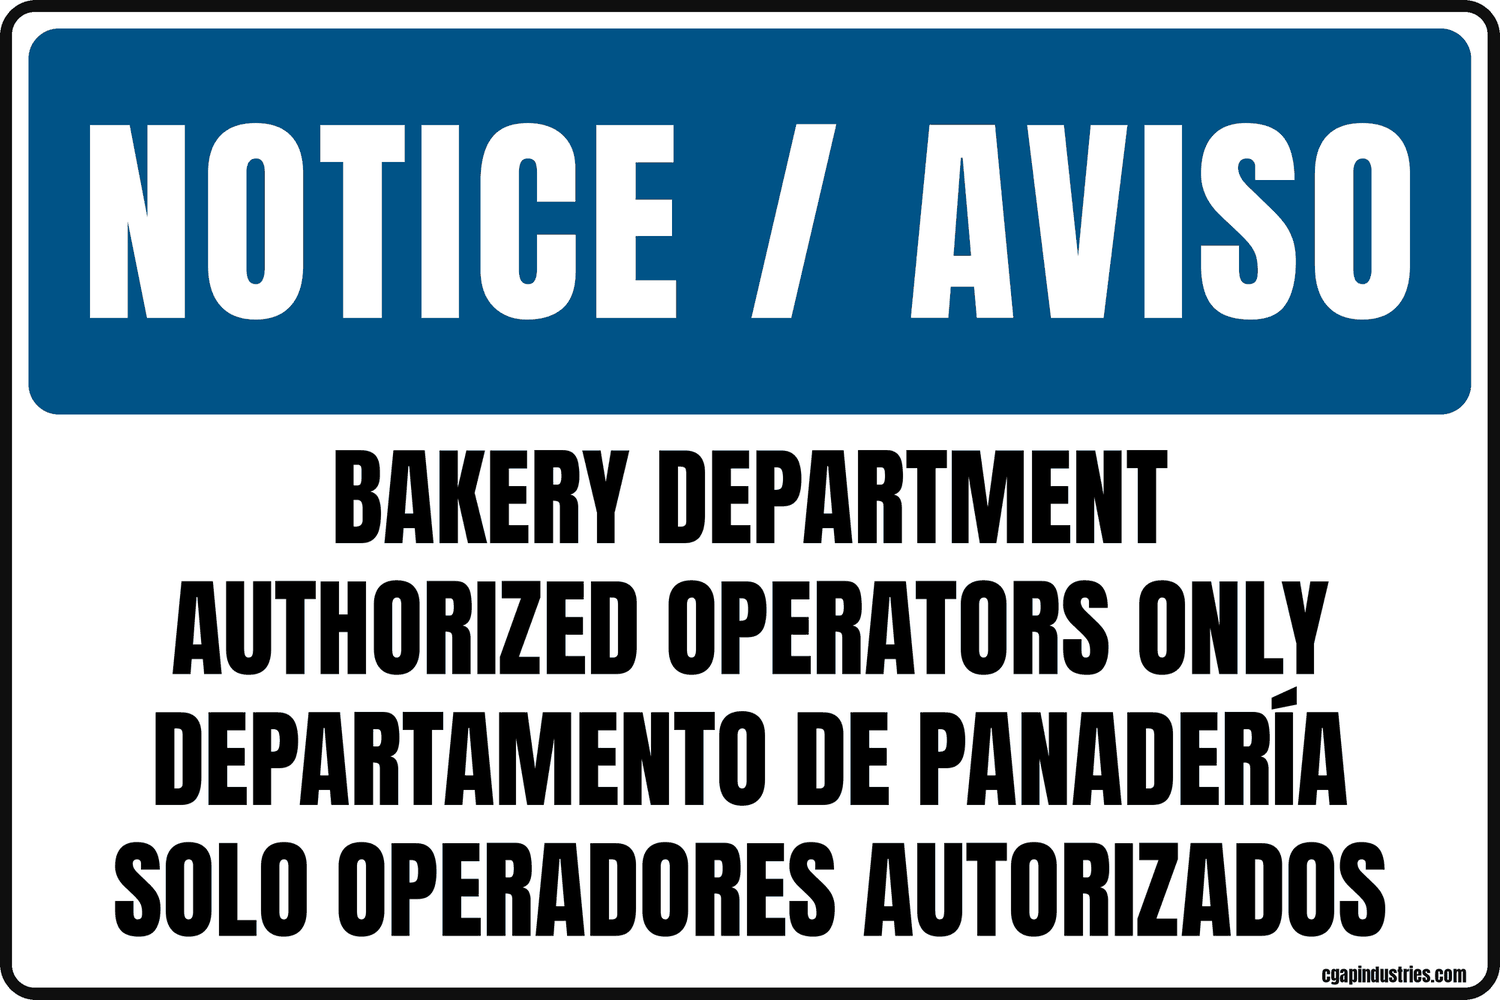 NOTICE / AVISO
BAKERY DEPARTMENT
AUTHORIZED OPERATORS ONLY
DEPARTAMENTO DE PANADERÍA
SOLO OPERADORES AUTORIZADOS
cgapindustries.com